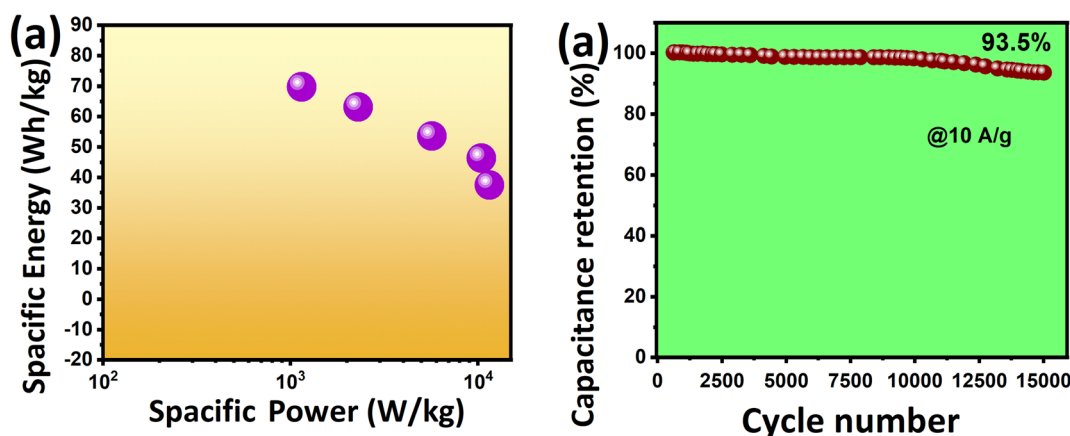 (a)
Spacific Energy (Wh/kg)
90
80
70
60
50
40
30
20
10
0
-10
-20
10² 10³ 10⁴
Spacific Power (W/kg)
(a)
Capacitance retention (%)
100
80
60
40
20
0
93.5%
@10 A/g
0 2500 5000 7500 10000 12500 15000
Cycle number